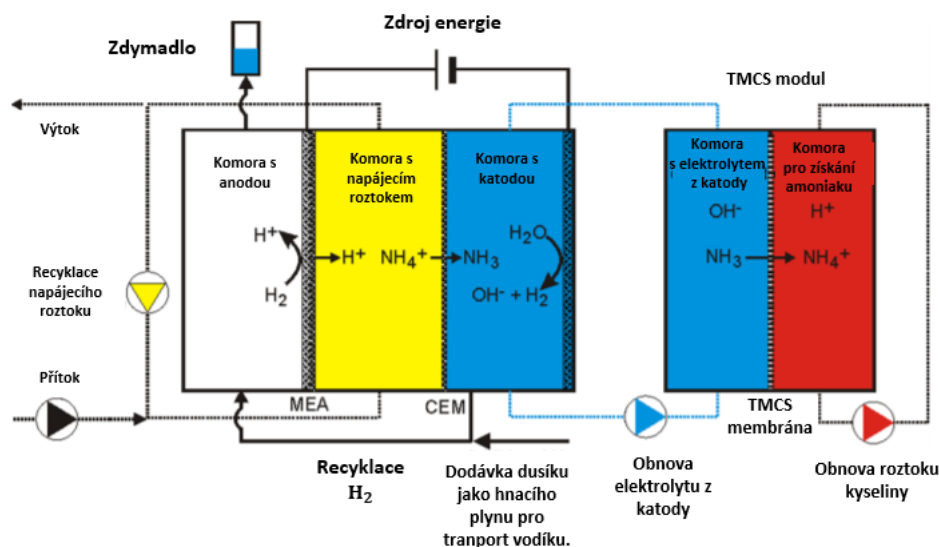 Zdroj energie
Zdymadlo
TMCS modul
Výtok
Komora s
anodou
Komora s
napájecím
roztokem
Komora s
katodou
Komora
s elektrolytem
z katody
Komora
pro získání
amoniaku
H⁺
H₂
H⁺
NH₄⁺
NH₃
H₂O
OH⁻ + H₂
OH⁻
NH₃
H⁺
NH₄⁺
Recyklace
napájecího
roztoku
Přítok
MEA
CEM
TMCS
membrána
Recyklace
H₂
Dodávka dusíku
jako hnacího
plynu pro
tranport vodíku.
Obnova
elektrolytu z
katody
Obnova roztoku
kyseliny